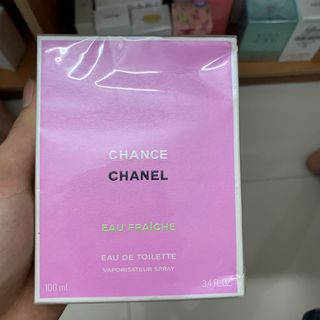 CHANCE
CHANEL
EAU FRAÎCHE
EAU DE TOILETTE
VAPORISATEUR SPRAY
100 ml
3.4 FL.OZ.